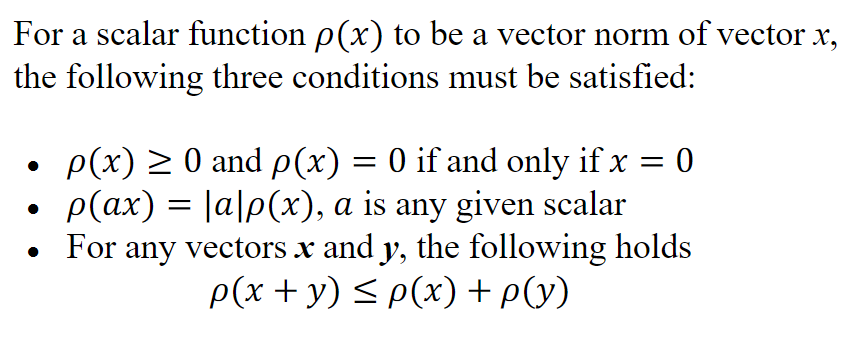 For a scalar function ρ(x) to be a vector norm of vector x,
the following three conditions must be satisfied:
• ρ(x) ≥ 0 and ρ(x) = 0 if and only if x = 0
• ρ(ax) = |a|ρ(x), a is any given scalar
• For any vectors x and y, the following holds
ρ(x + y) ≤ ρ(x) + ρ(y)